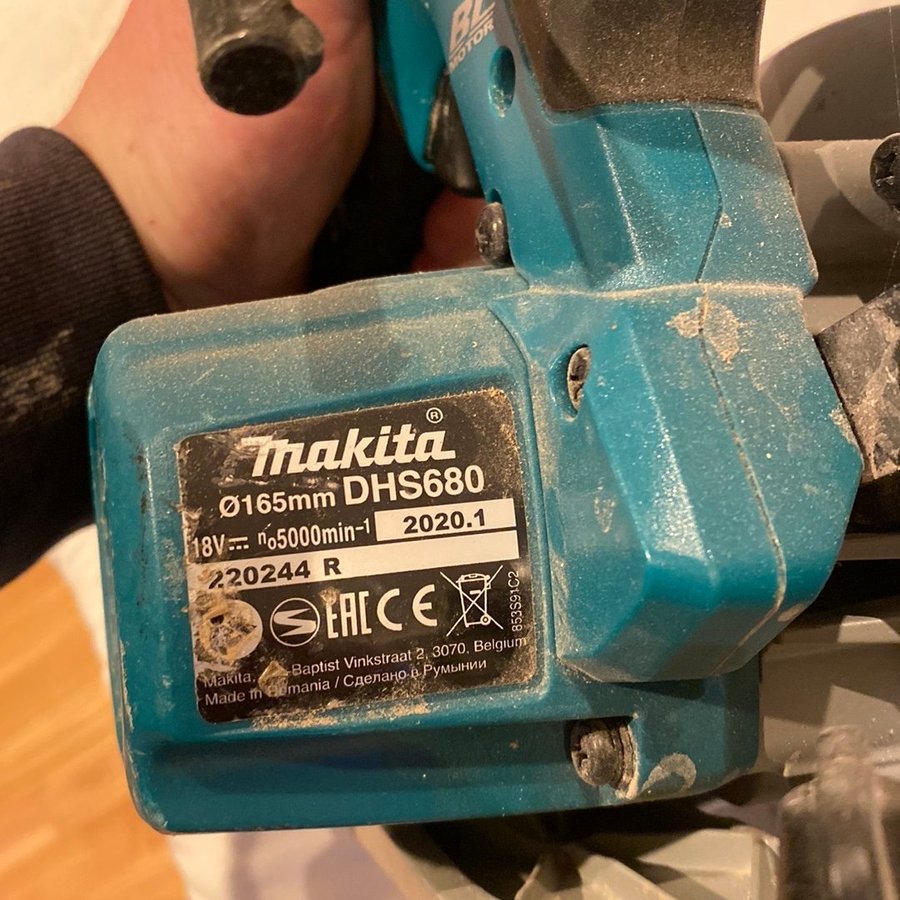 BL
MOTOR
makita®
Ø165mm DHS680
18V⎓ n₀5000min⁻¹ 2020.1
220244 R
EAC CE
853S91C2
Makita, -Baptist Vinkstraat 2, 3070, Belgium
Made in Romania / Сделано в Румынии